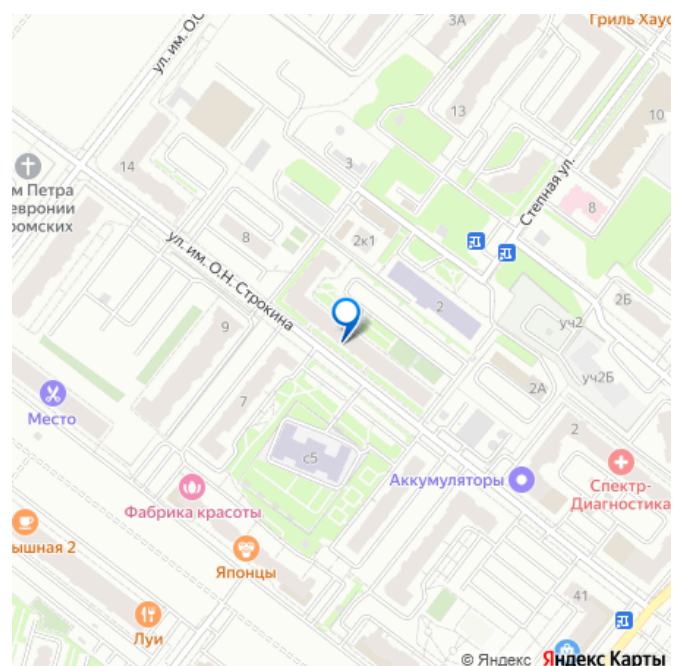 3А
Гриль Хаус
ул. им. О.С
13
10
14
3
Степная ул.
8
м Петра
евронии
ромских
8
2к1
ул. им. О.Н. Строкина
2
2Б
уч2
9
уч2Б
2А
7
Место
2
с5
Аккумуляторы
Спектр-
Диагностика
Фабрика красоты
ышная 2
Японцы
41
Луи
© Яндекс Яндекс Карты